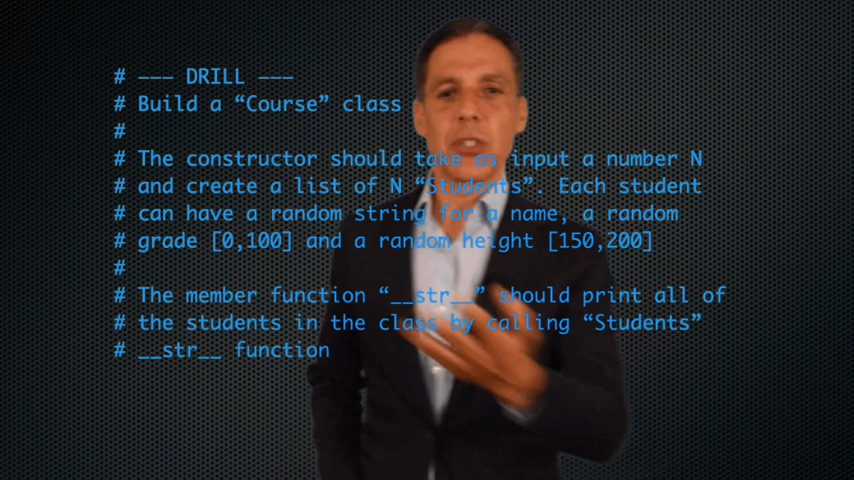 # ––– DRILL –––
# Build a “Course” class
#
# The constructor should take as input a number N
# and create a list of N “Students”. Each student
# can have a random string for a name, a random
# grade [0,100] and a random height [150,200]
#
# The member function “__str__” should print all of
# the students in the class by calling “Students”
# __str__ function